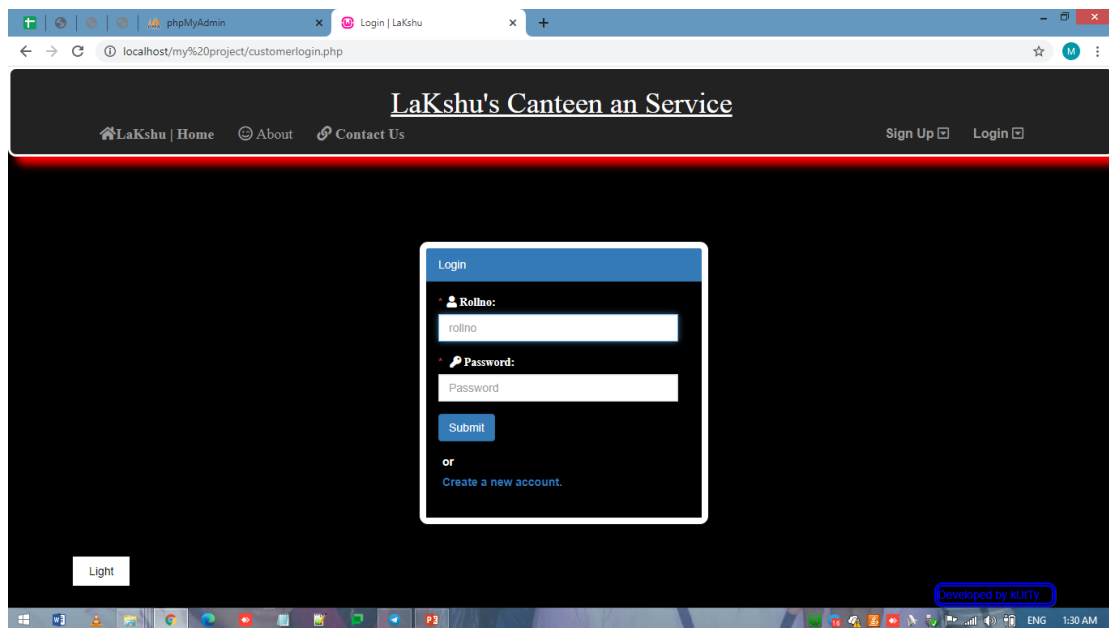 phpMyAdmin
Login | LaKshu
localhost/my%20project/customerlogin.php
M
LaKshu's Canteen an Service
LaKshu | Home About Contact Us Sign Up Login
Login
* Rollno:
rollno
* Password:
Password
Submit
or
Create a new account.
Light
Developed by kUtTy
ENG 1:30 AM